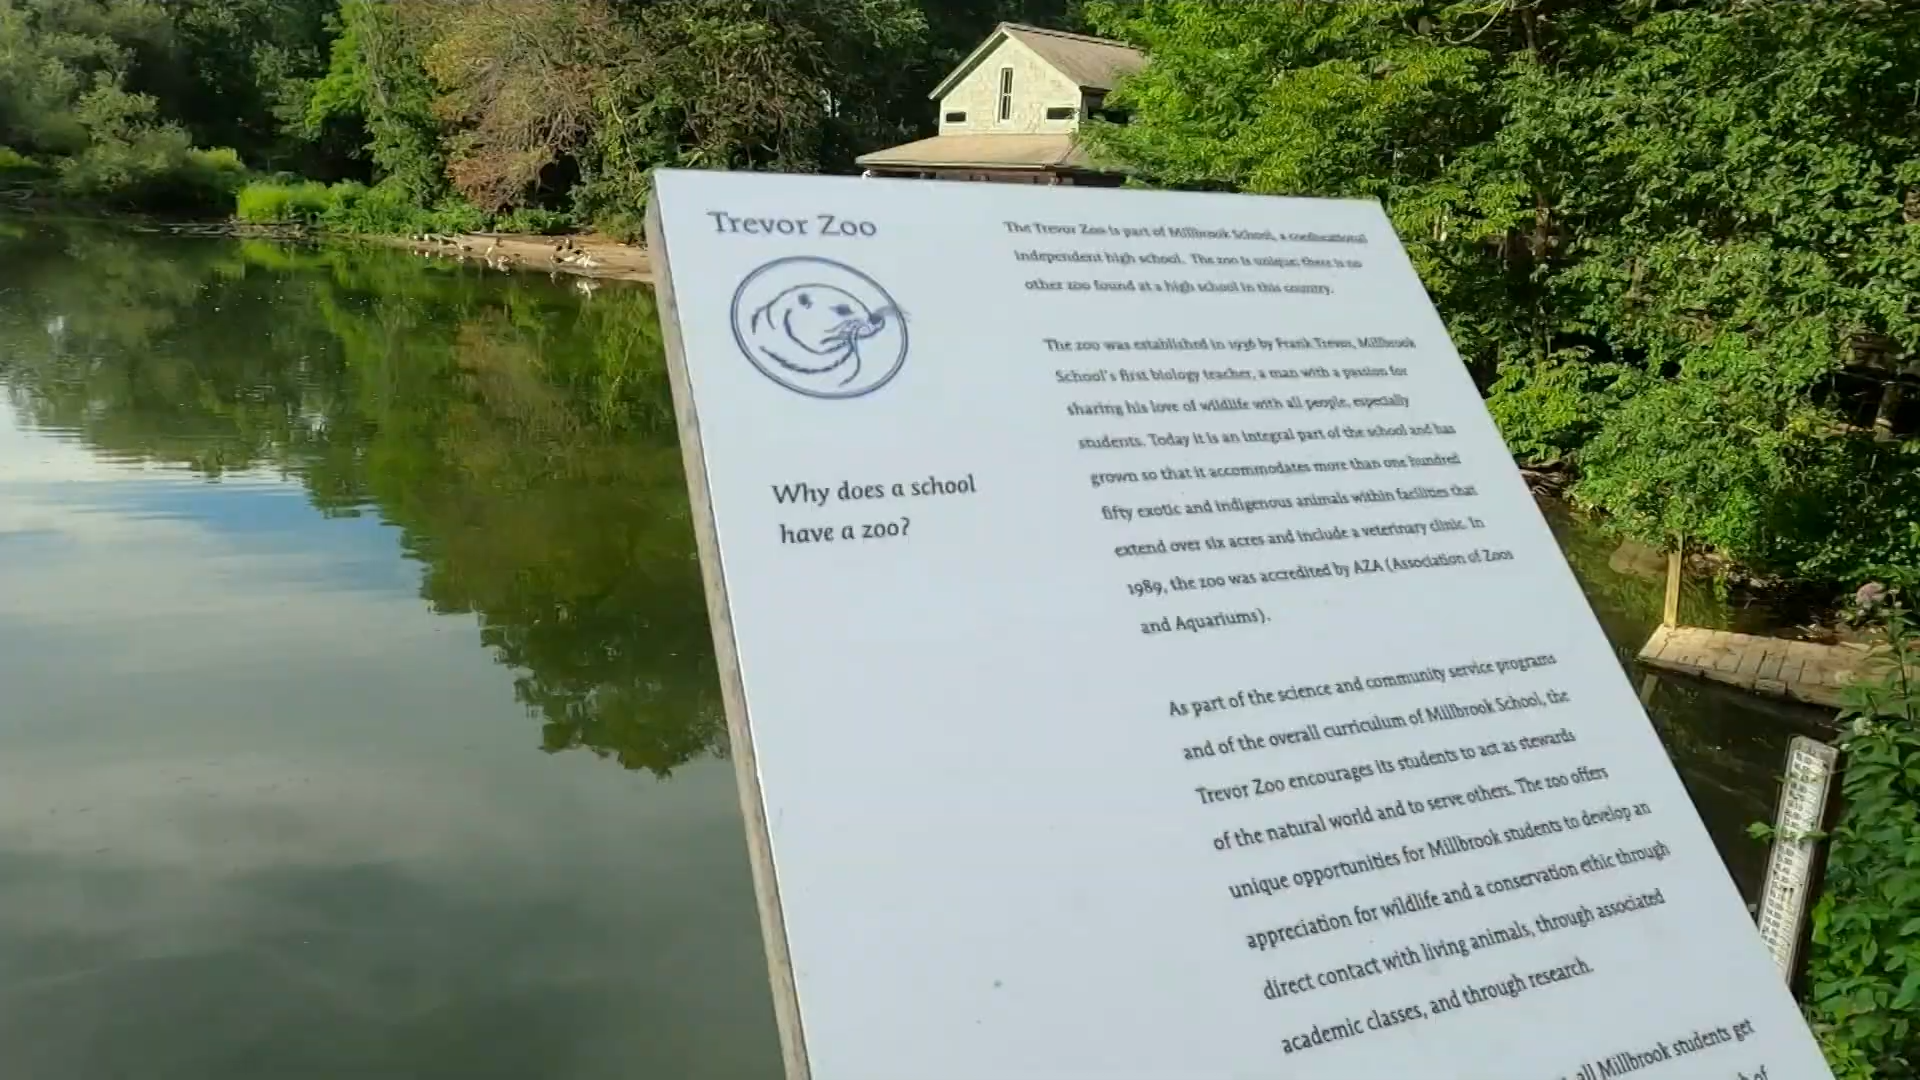 Trevor Zoo
Why does a school
have a zoo?
The Trevor Zoo is part of Millbrook School, a coeducational
independent high school. The zoo is unique; there is no
other zoo found at a high school in this country.
The zoo was established in 1936 by Frank Trevor, Millbrook
School's first biology teacher, a man with a passion for
sharing his love of wildlife with all people, especially
students. Today it is an integral part of the school and has
grown so that it accommodates more than one hundred
fifty exotic and indigenous animals within facilities that
extend over six acres and include a veterinary clinic. In
1989, the zoo was accredited by AZA (Association of Zoos
and Aquariums).
As part of the science and community service programs
and of the overall curriculum of Millbrook School, the
Trevor Zoo encourages its students to act as stewards
of the natural world and to serve others. The zoo offers
unique opportunities for Millbrook students to develop an
appreciation for wildlife and a conservation ethic through
direct contact with living animals, through associated
academic classes, and through research.
all Millbrook students get
of